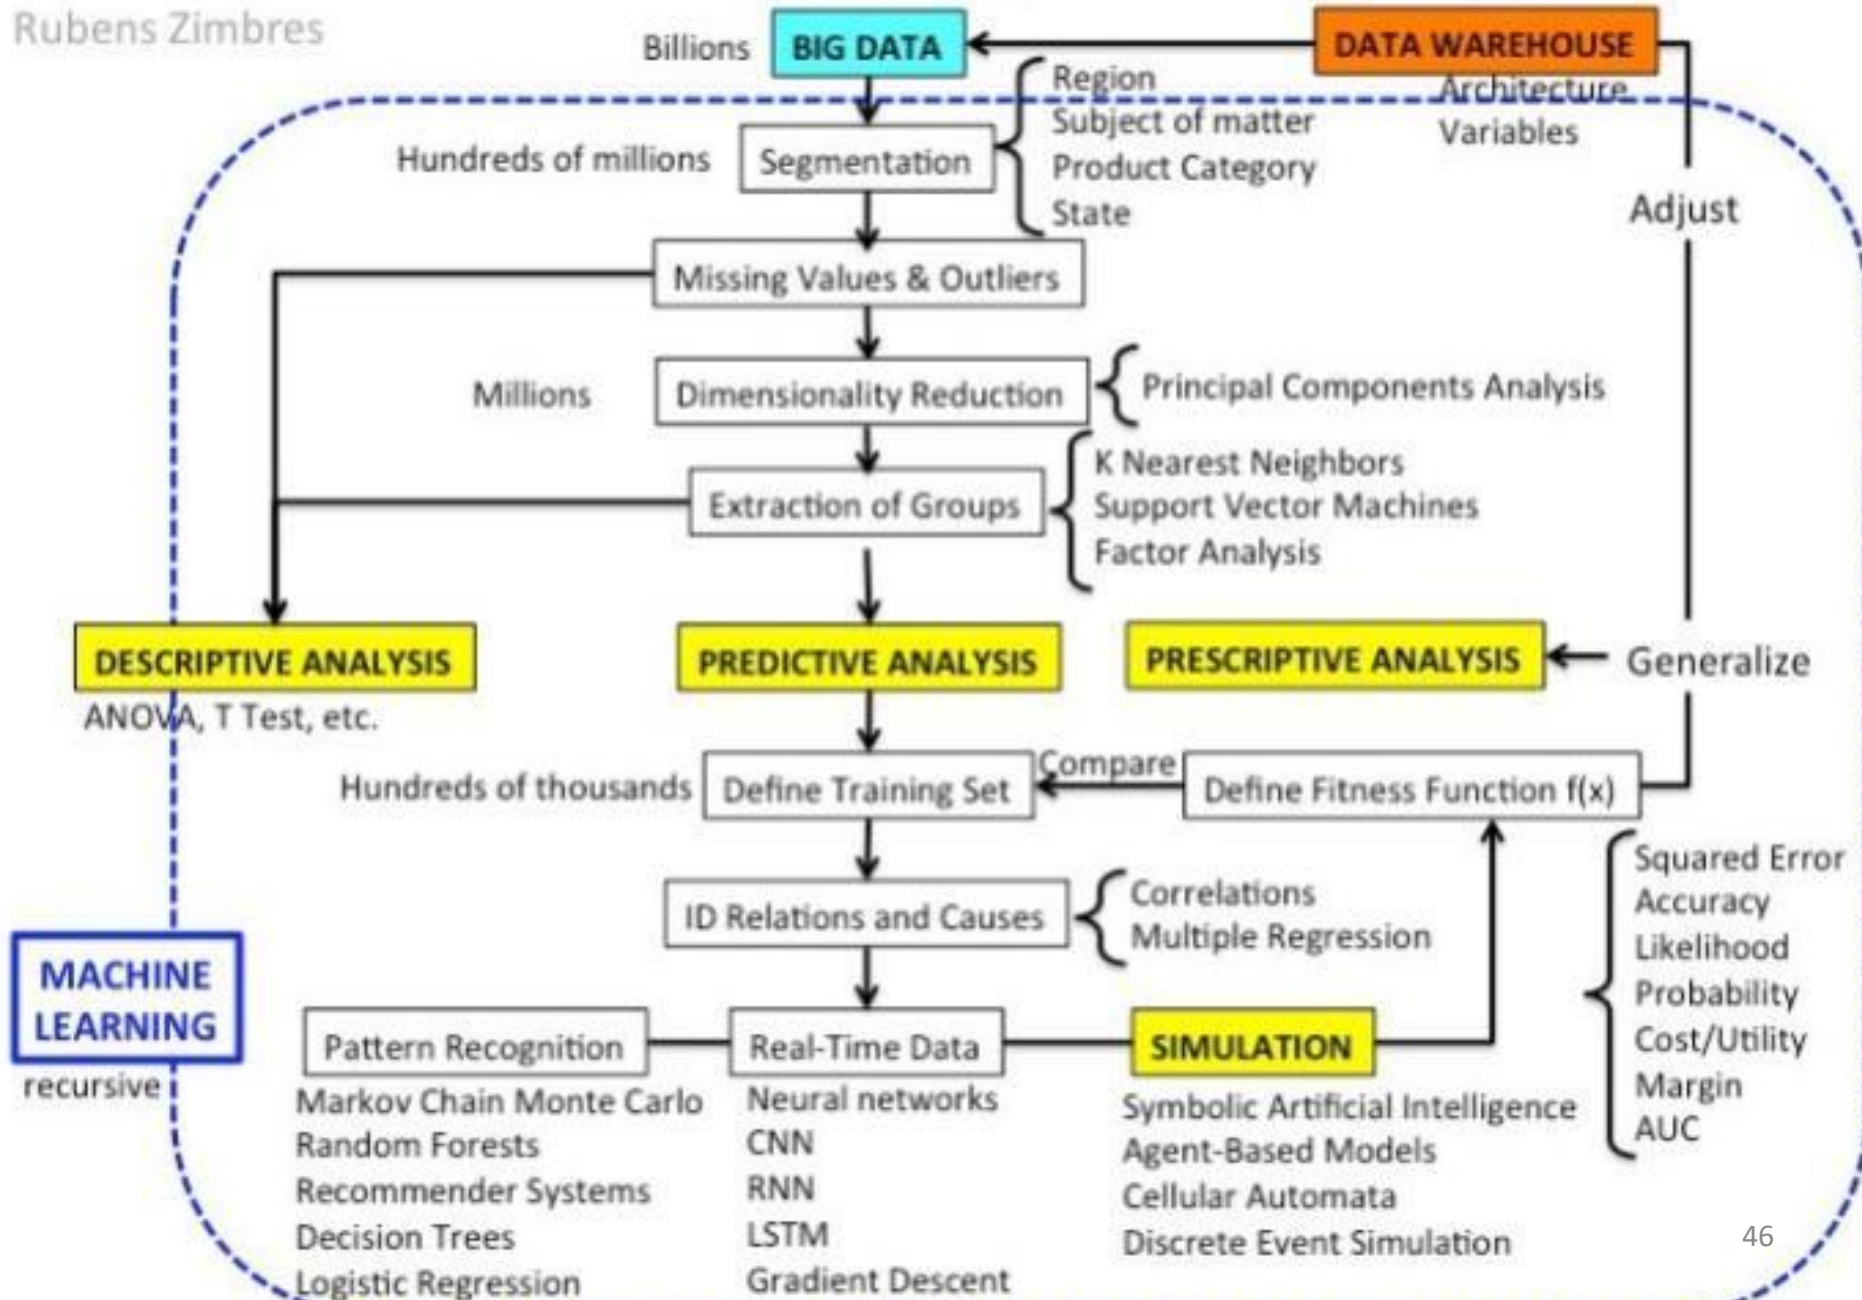 Rubens Zimbres
Billions
BIG DATA
DATA WAREHOUSE
Architecture
Variables
Region
Subject of matter
Product Category
State
Hundreds of millions
Segmentation
Adjust
Missing Values & Outliers
Millions
Dimensionality Reduction
Principal Components Analysis
Extraction of Groups
K Nearest Neighbors
Support Vector Machines
Factor Analysis
DESCRIPTIVE ANALYSIS
ANOVA, T Test, etc.
PREDICTIVE ANALYSIS
PRESCRIPTIVE ANALYSIS
Generalize
Hundreds of thousands
Define Training Set
Compare
Define Fitness Function f(x)
Squared Error
Accuracy
Likelihood
Probability
Cost/Utility
Margin
AUC
ID Relations and Causes
Correlations
Multiple Regression
MACHINE
LEARNING
recursive
Pattern Recognition
Markov Chain Monte Carlo
Random Forests
Recommender Systems
Decision Trees
Logistic Regression
Real-Time Data
Neural networks
CNN
RNN
LSTM
Gradient Descent
SIMULATION
Symbolic Artificial Intelligence
Agent-Based Models
Cellular Automata
Discrete Event Simulation
46